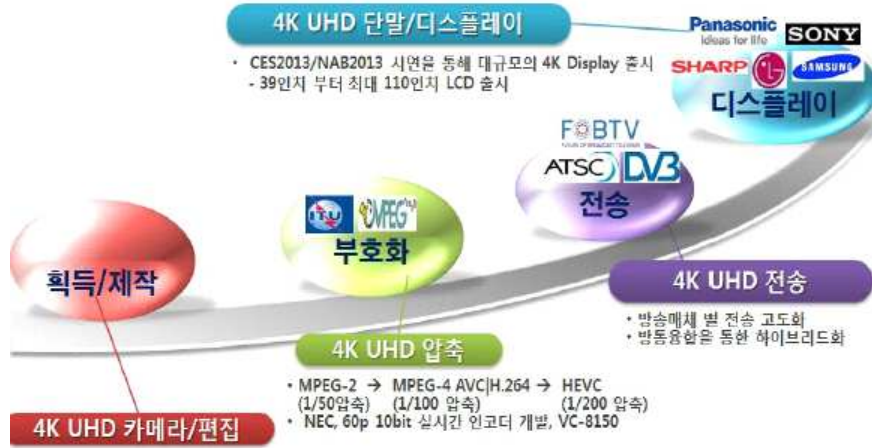 4K UHD 단말/디스플레이
• CES2013/NAB2013 시연을 통해 대규모의 4K Display 출시
- 39인치 부터 최대 110인치 LCD 출시
Panasonic
ideas for life
SONY
SHARP
LG
SAMSUNG
디스플레이
FOBTV
FUTURE OF BROADCAST TELEVISION
ATSC
DVB
전송
ITU
MPEG
부호화
획득/제작
4K UHD 전송
• 방송매체 별 전송 고도화
• 방통융합을 통한 하이브리드화
4K UHD 압축
• MPEG-2 → MPEG-4 AVC|H.264 → HEVC
(1/50압축) (1/100 압축) (1/200 압축)
• NEC, 60p 10bit 실시간 인코더 개발, VC-8150
4K UHD 카메라/편집